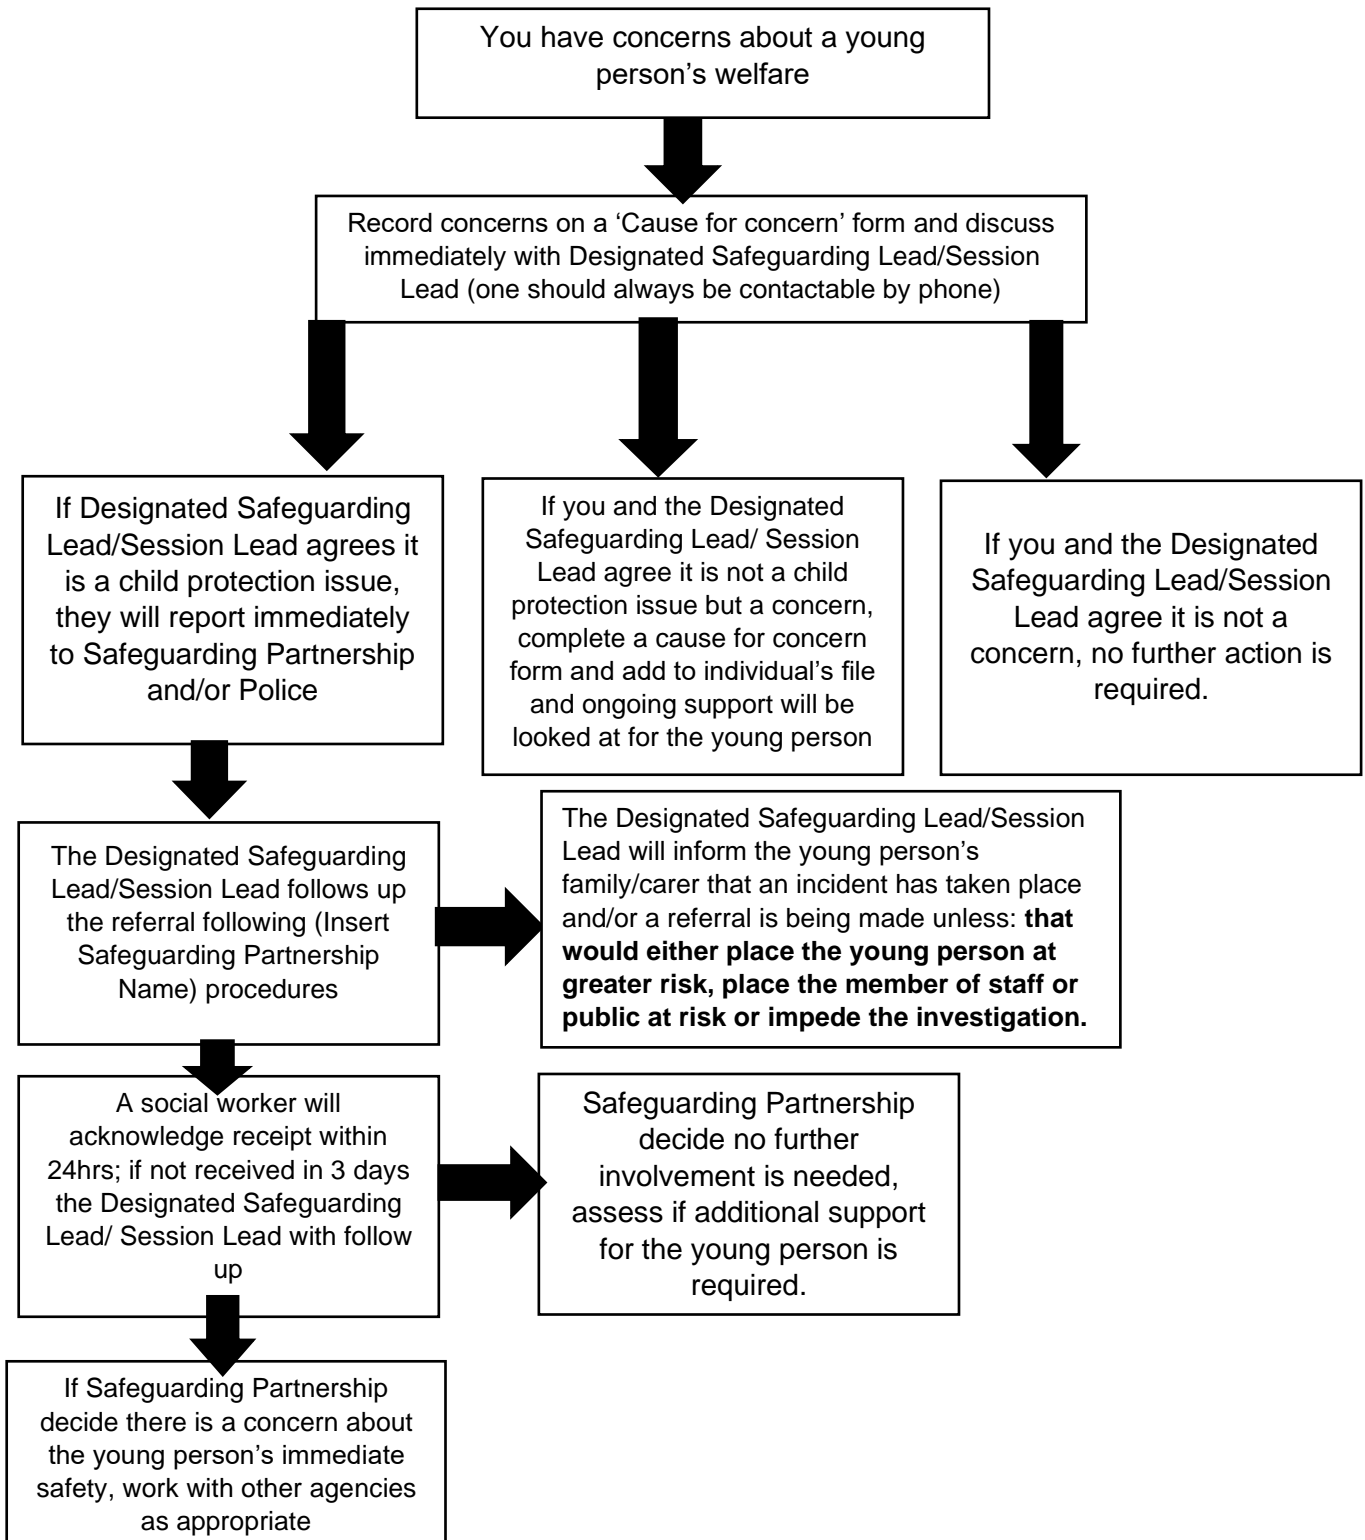 You have concerns about a young
person’s welfare
Record concerns on a ‘Cause for concern’ form and discuss
immediately with Designated Safeguarding Lead/Session
Lead (one should always be contactable by phone)
If Designated Safeguarding
Lead/Session Lead agrees it
is a child protection issue,
they will report immediately
to Safeguarding Partnership
and/or Police
If you and the Designated
Safeguarding Lead/ Session
Lead agree it is not a child
protection issue but a concern,
complete a cause for concern
form and add to individual’s file
and ongoing support will be
looked at for the young person
If you and the Designated
Safeguarding Lead/Session
Lead agree it is not a
concern, no further action is
required.
The Designated Safeguarding
Lead/Session Lead follows up
the referral following (Insert
Safeguarding Partnership
Name) procedures
The Designated Safeguarding Lead/Session
Lead will inform the young person’s
family/carer that an incident has taken place
and/or a referral is being made unless: that
would either place the young person at
greater risk, place the member of staff or
public at risk or impede the investigation.
A social worker will
acknowledge receipt within
24hrs; if not received in 3 days
the Designated Safeguarding
Lead/ Session Lead with follow
up
Safeguarding Partnership
decide no further
involvement is needed,
assess if additional support
for the young person is
required.
If Safeguarding Partnership
decide there is a concern about
the young person’s immediate
safety, work with other agencies
as appropriate